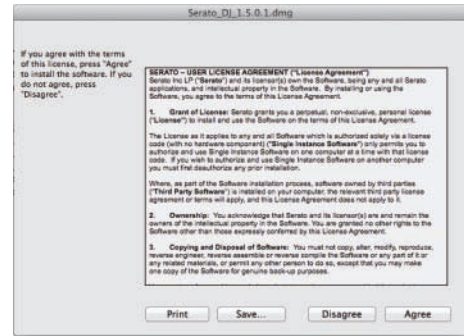 Serato_DJ_1.5.0.1.dmg
If you agree with the terms
of this license, press "Agree"
to install the software. If you
do not agree, press
"Disagree".
SERATO – USER LICENSE AGREEMENT ("License Agreement")
Serato Inc LP ("Serato") and its licensor(s) own the Software, being any and all Serato
applications, and intellectual property in the Software. By installing or using the
Software, you agree to the terms of this License Agreement.
1. Grant of License: Serato grants you a perpetual, non-exclusive, personal license
("License") to install and use the Software on the terms of this License Agreement.
The License as it applies to any and all Software which is authorized solely via a license
code (with no hardware component) ("Single Instance Software") only permits you to
authorize and use Single Instance Software on one computer at a time with that license
code. If you wish to authorize and use Single Instance Software on another computer
you must first deauthorize any prior installation.
Where, as part of the Software installation process, software owned by third parties
("Third Party Software") is installed on your computer, the relevant third party license
agreement or terms will apply, and this License Agreement does not apply to it.
2. Ownership: You acknowledge that Serato and its licensor(s) are and remain the
owners of the intellectual property in the Software. You are granted no other rights to the
Software other than those expressly conferred by this License Agreement.
3. Copying and Disposal of Software: You must not copy, alter, modify, reproduce,
reverse engineer, reverse assemble or reverse compile the Software or any part of it or
any related materials, or permit any other person to do so, except that you may make
one copy of the Software for genuine back-up purposes.
Print Save... Disagree Agree